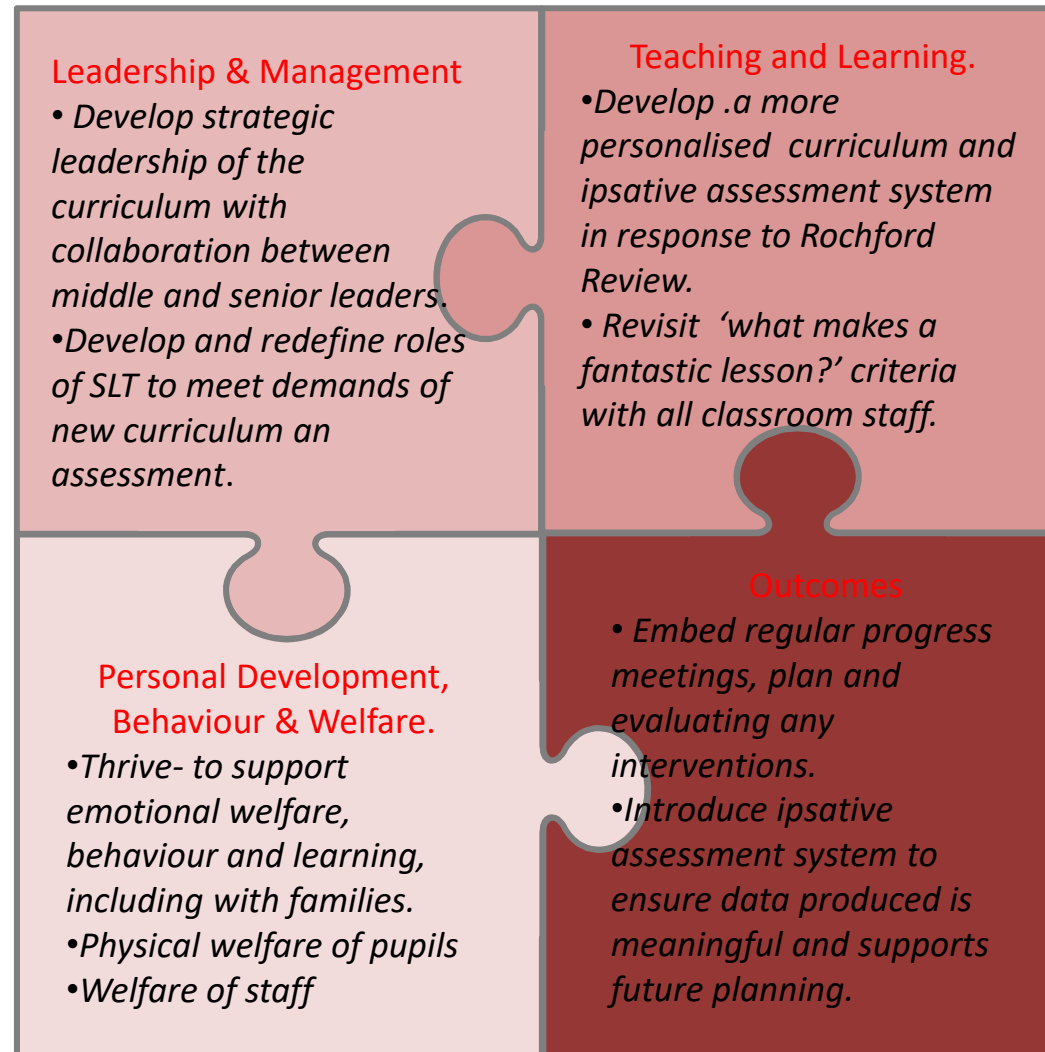 Leadership & Management
• Develop strategic
leadership of the
curriculum with
collaboration between
middle and senior leaders.
•Develop and redefine roles
of SLT to meet demands of
new curriculum an
assessment.
Teaching and Learning.
•Develop .a more
personalised curriculum and
ipsative assessment system
in response to Rochford
Review.
• Revisit ‘what makes a
fantastic lesson?’ criteria
with all classroom staff.
Personal Development,
Behaviour & Welfare.
•Thrive- to support
emotional welfare,
behaviour and learning,
including with families.
•Physical welfare of pupils
•Welfare of staff
Outcomes
• Embed regular progress
meetings, plan and
evaluating any
interventions.
•Introduce ipsative
assessment system to
ensure data produced is
meaningful and supports
future planning.